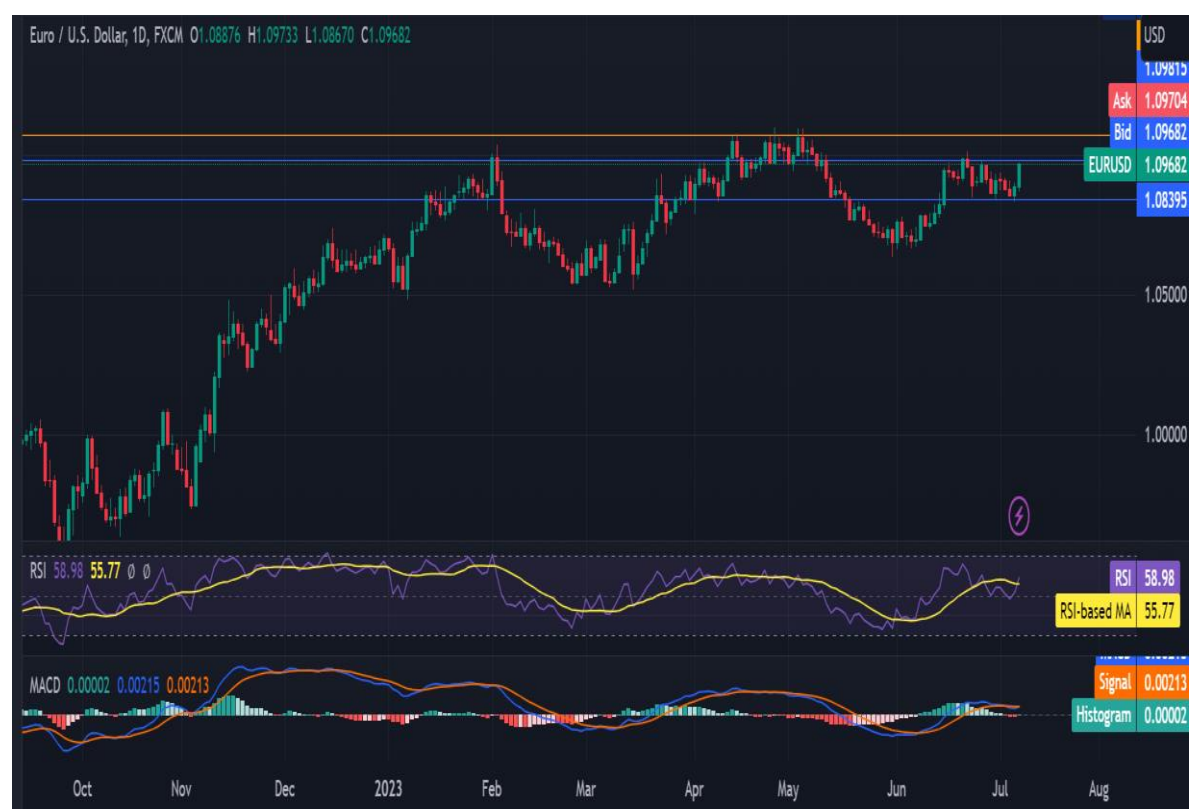 Euro / U.S. Dollar, 1D, FXCM O1.08876 H1.09733 L1.08670 C1.09682
USD
1.09815
Ask 1.09704
Bid 1.09682
EURUSD 1.09682
1.08395
1.05000
1.00000
RSI 58.98 55.77 Ø Ø
RSI 58.98
RSI-based MA 55.77
MACD 0.00002 0.00215 0.00213
Signal 0.00213
Histogram 0.00002
Oct Nov Dec 2023 Feb Mar Apr May Jun Jul Aug